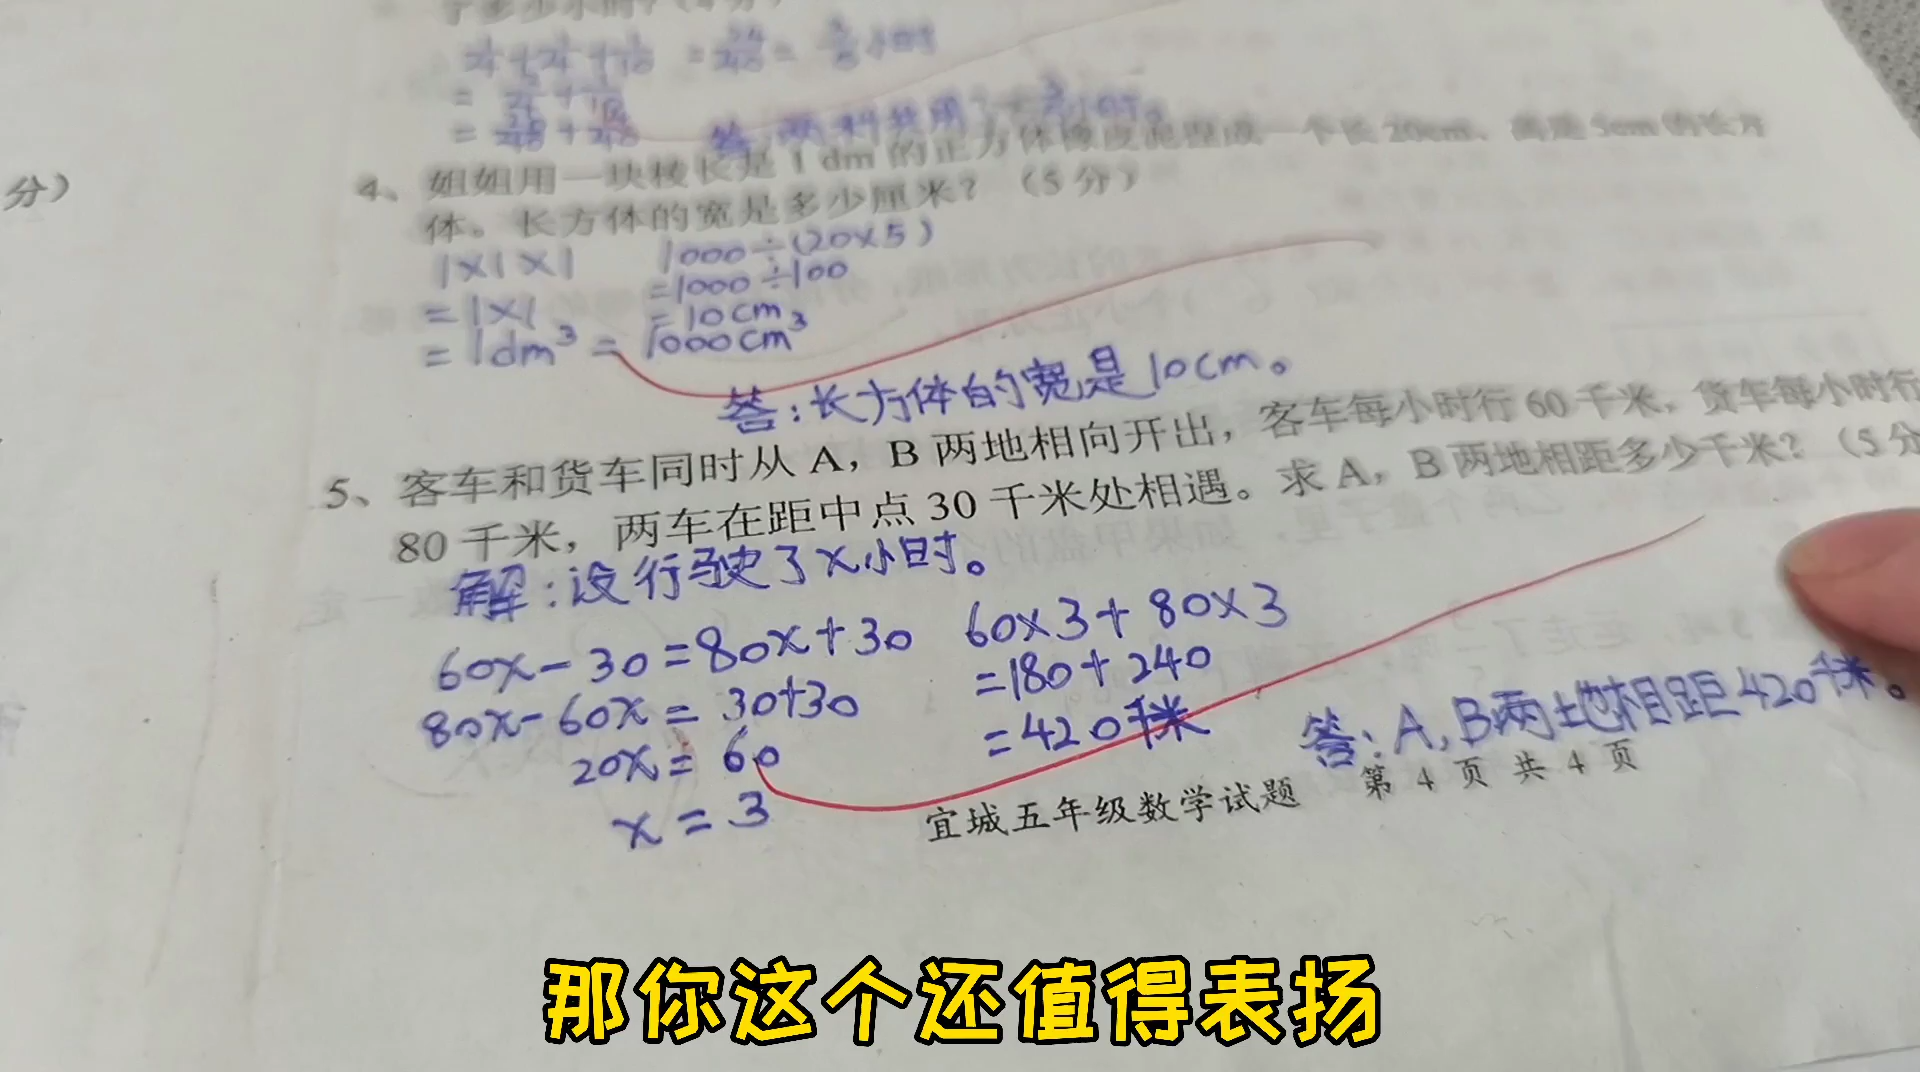 分）
4、姐姐用一块棱长是1dm的正方体橡皮泥捏成一个长20cm、高是5cm的长方
体。长方体的宽是多少厘米？（5分）
1×1×1
=1×1
=1dm³=1000cm³
1000÷(20×5)
=1000÷100
=10cm
答：长方体的宽是10cm。
5、客车和货车同时从A，B两地相向开出，客车每小时行60千米，货车每小时行
80千米，两车在距中点30千米处相遇。求A，B两地相距多少千米？（5分
解：设行驶了x小时。
60x-30=80x+30
80x-60x=30+30
20x=60
x=3
60×3+80×3
=180+240
=420千米
答：A,B两地相距420千米。
宜城五年级数学试题 第4页共4页
那你这个还值得表扬